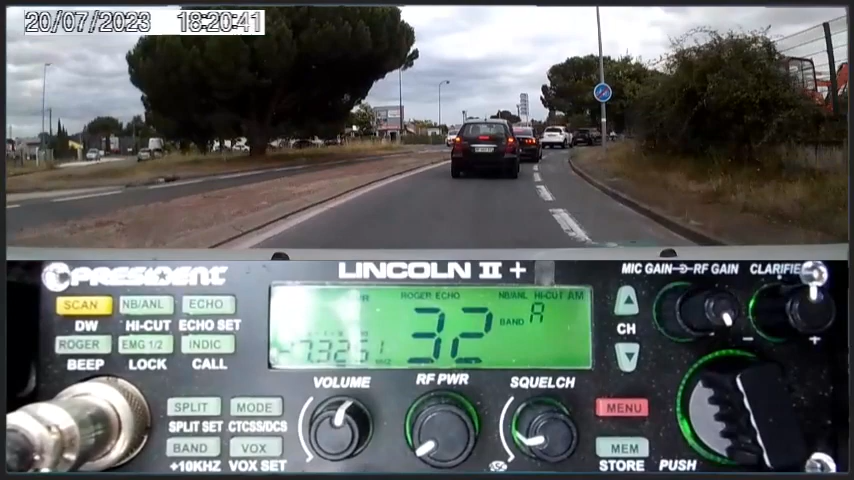 20/07/2023 18:20:41
PRESIDENT LINCOLN II + MIC GAIN RF GAIN CLARIFIER
SCAN NB/ANL ECHO
DW HI-CUT ECHO SET
ROGER EMG 1/2 INDIC
BEEP LOCK CALL
ROGER ECHO NB/ANL HI-CUT AM
32 BAND A
CH
- +
VOLUME RF PWR SQUELCH
SPLIT MODE MENU
SPLIT SET CTCSS/DCS
BAND VOX MEM
+10KHZ VOX SET STORE PUSH